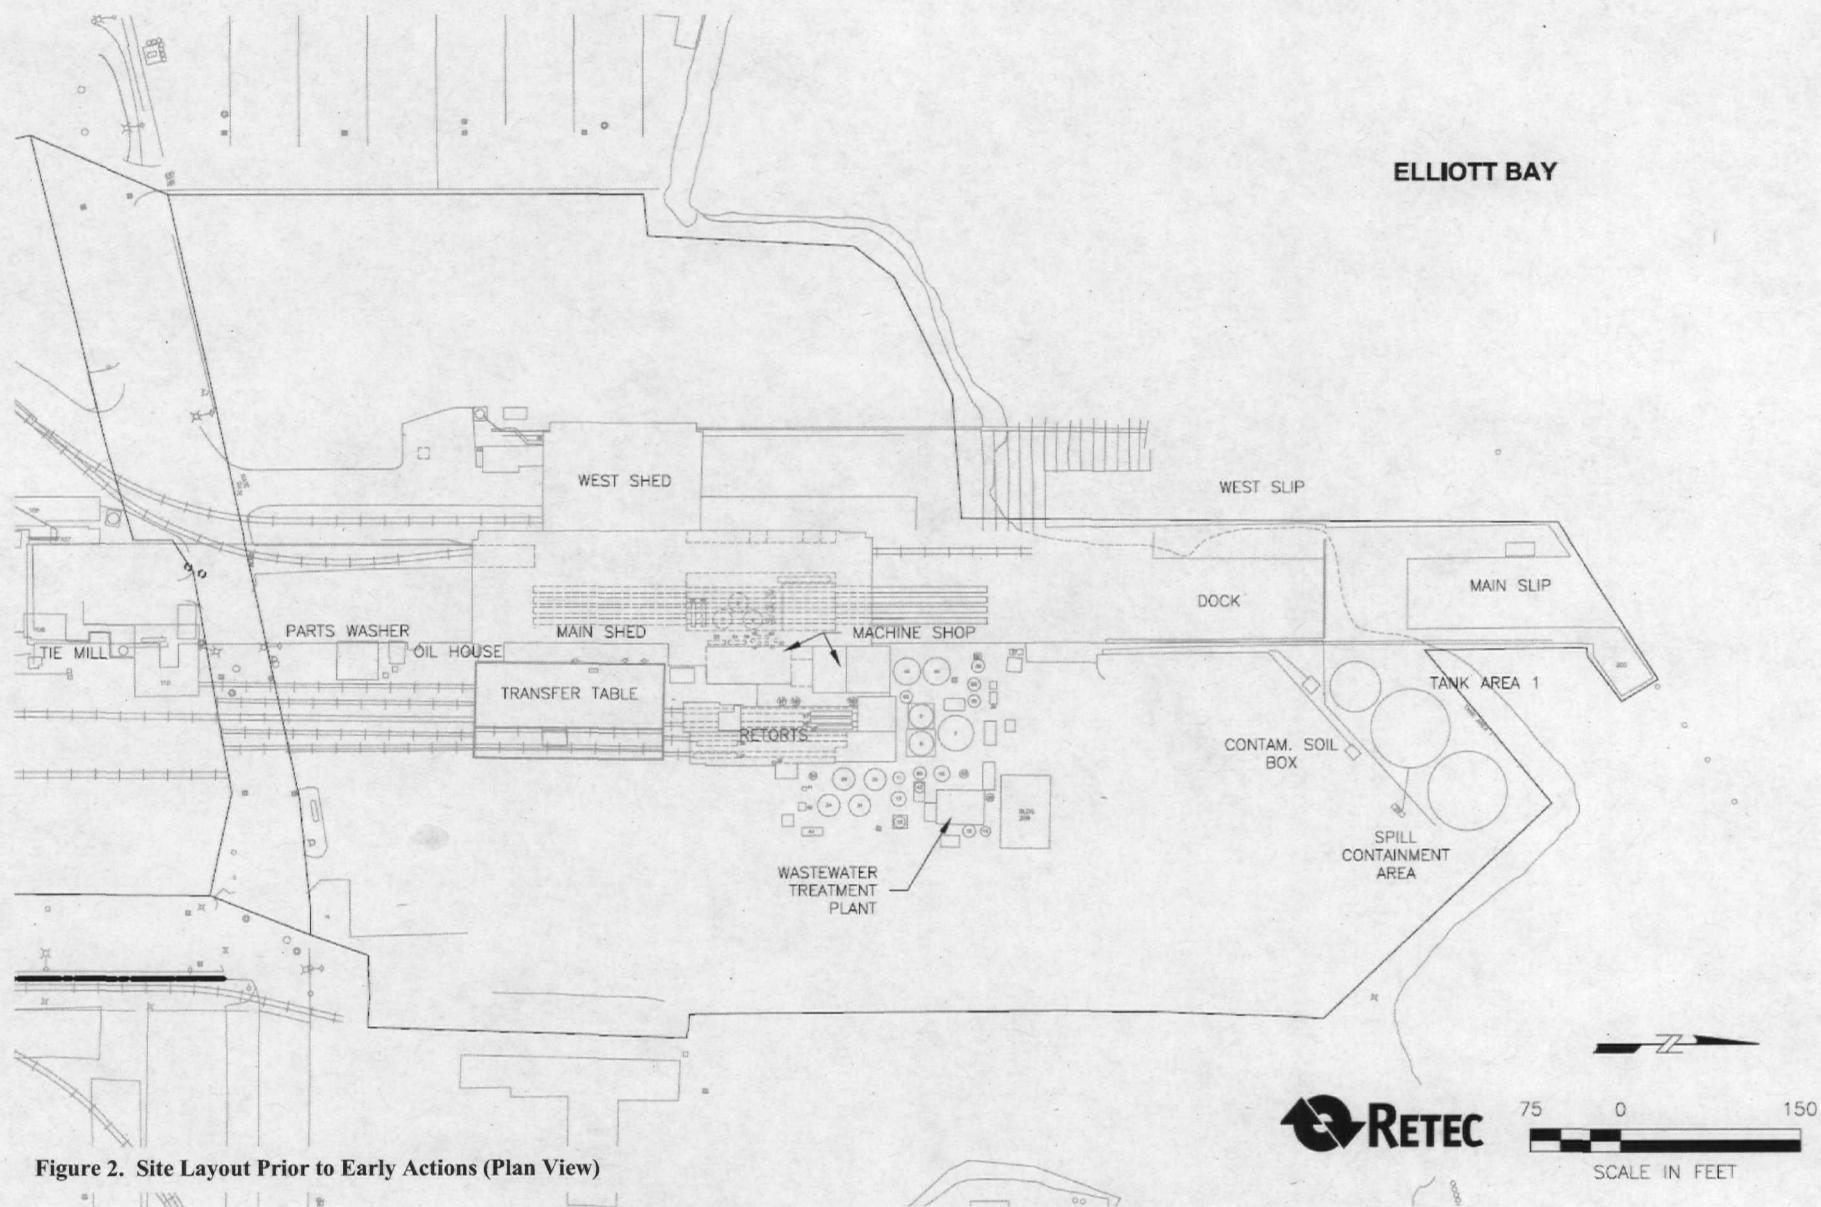 ELLIOTT BAY
WEST SHED
WEST SLIP
MAIN SLIP
DOCK
PARTS WASHER
MAIN SHED
MACHINE SHOP
TIE MILL
OIL HOUSE
TRANSFER TABLE
TANK AREA 1
RETORTS
CONTAM. SOIL
BOX
SPILL
CONTAINMENT
AREA
WASTEWATER
TREATMENT
PLANT
RETEC
75 0 150
SCALE IN FEET
Figure 2. Site Layout Prior to Early Actions (Plan View)